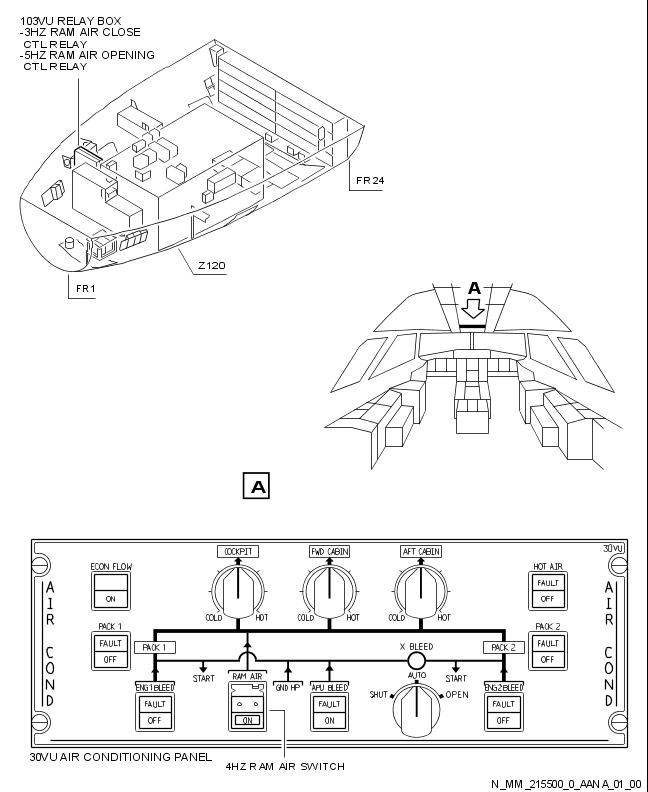 103VU RELAY BOX
-3HZ RAM AIR CLOSE
CTL RELAY
-5HZ RAM AIR OPENING
CTL RELAY
FR 24
Z120
FR 1
A
A
30VU
COCKPIT
FWD CABIN
AFT CABIN
ECON FLOW
HOT AIR
ON
FAULT
OFF
COLD
HOT
COLD
HOT
COLD
HOT
AIR COND
AIR COND
PACK 1
PACK 2
FAULT
OFF
FAULT
OFF
PACK 1
PACK 2
X BLEED
START
RAM AIR
GND HP
APU BLEED
AUTO
START
ENG1BLEED
ENG2BLEED
SHUT
OPEN
FAULT
OFF
ON
FAULT
ON
FAULT
OFF
30VU AIR CONDITIONING PANEL
4HZ RAM AIR SWITCH
N_MM_215500_0_AANA_01_00